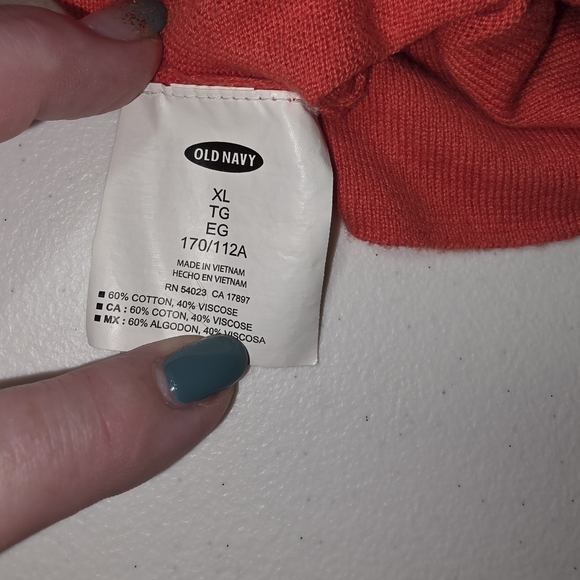 OLD NAVY
XL
TG
EG
170/112A
MADE IN VIETNAM
HECHO EN VIETNAM
RN 54023 CA 17897
60% COTTON, 40% VISCOSE
CA : 60% COTON, 40% VISCOSE
MX : 60% ALGODON, 40% VISCOSA